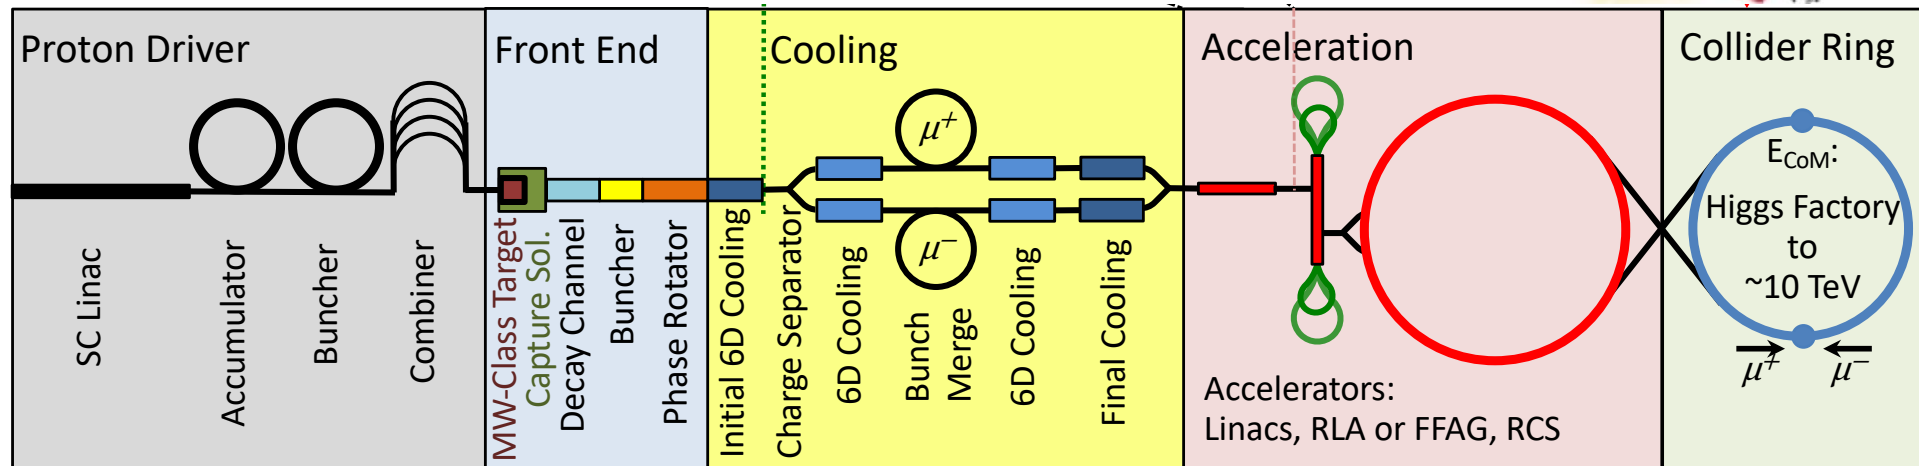 Proton Driver
SC Linac
Accumulator
Buncher
Combiner
Front End
MW-Class Target
Capture Sol.
Decay Channel
Buncher
Phase Rotator
Cooling
Initial 6D Cooling
Charge Separator
6D Cooling
μ+
μ−
Bunch
Merge
6D Cooling
Final Cooling
Acceleration
Accelerators:
Linacs, RLA or FFAG, RCS
Collider Ring
ECoM:
Higgs Factory
to
~10 TeV
μ+ μ−